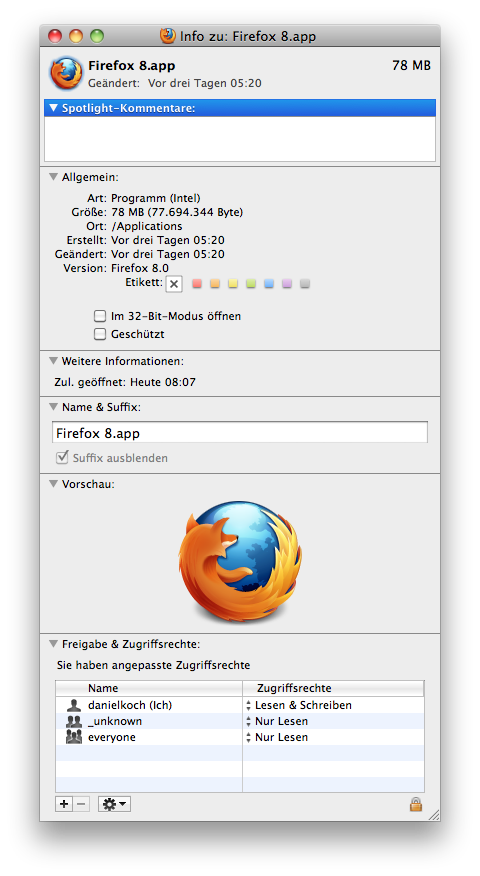 Info zu: Firefox 8.app
Firefox 8.app 78 MB
Geändert: Vor drei Tagen 05:20
Spotlight-Kommentare:
Allgemein:
Art: Programm (Intel)
Größe: 78 MB (77.694.344 Byte)
Ort: /Applications
Erstellt: Vor drei Tagen 05:20
Geändert: Vor drei Tagen 05:20
Version: Firefox 8.0
Etikett:
Im 32-Bit-Modus öffnen
Geschützt
Weitere Informationen:
Zul. geöffnet: Heute 08:07
Name & Suffix:
Firefox 8.app
Suffix ausblenden
Vorschau:
Freigabe & Zugriffsrechte:
Sie haben angepasste Zugriffsrechte
Name Zugriffsrechte
danielkoch (Ich) Lesen & Schreiben
_unknown Nur Lesen
everyone Nur Lesen